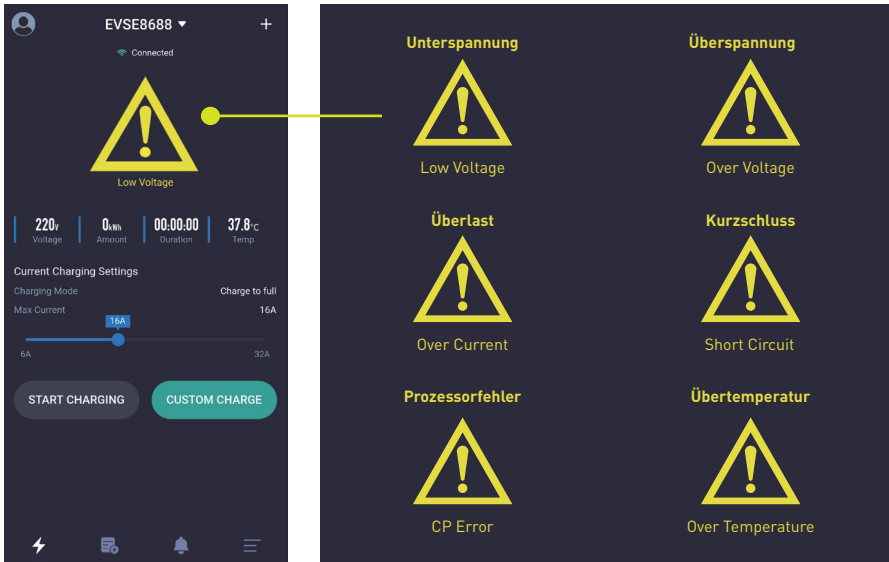 EVSE8688
Connected
Low Voltage
220V 0kWh 00:00:00 37.8°C
Voltage Amount Duration Temp
Current Charging Settings
Charging Mode Charge to full
Max Current 16A
16A
6A 32A
START CHARGING CUSTOM CHARGE
Unterspannung Überspannung
Low Voltage Over Voltage
Überlast Kurzschluss
Over Current Short Circuit
Prozessorfehler Übertemperatur
CP Error Over Temperature